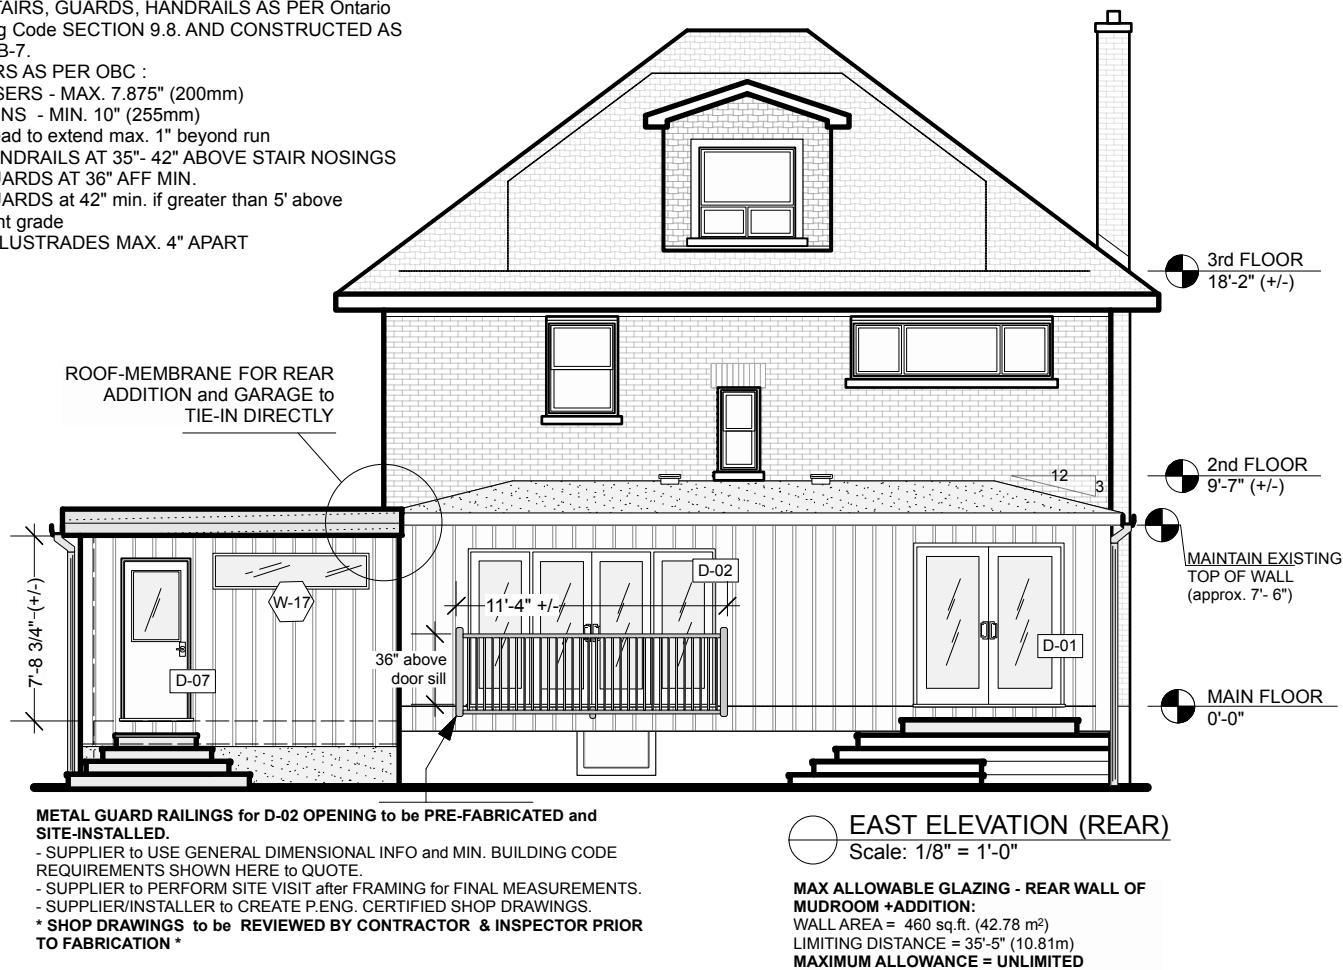 TAIRS, GUARDS, HANDRAILS AS PER Ontario
g Code SECTION 9.8. AND CONSTRUCTED AS
B-7.
RS AS PER OBC :
SERS - MAX. 7.875" (200mm)
NS - MIN. 10" (255mm)
ead to extend max. 1" beyond run
NDRAILS AT 35"- 42" ABOVE STAIR NOSINGS
UARDS AT 36" AFF MIN.
UARDS at 42" min. if greater than 5' above
nt grade
LLUSTRADES MAX. 4" APART
3rd FLOOR
18'-2" (+/-)
ROOF-MEMBRANE FOR REAR
ADDITION and GARAGE to
TIE-IN DIRECTLY
2nd FLOOR
9'-7" (+/-)
12
3
MAINTAIN EXISTING
TOP OF WALL
(approx. 7'- 6")
D-02
W-17
11'-4" +/-
7'-8 3/4" (+/-)
D-01
36" above
door sill
D-07
MAIN FLOOR
0'-0"
METAL GUARD RAILINGS for D-02 OPENING to be PRE-FABRICATED and
SITE-INSTALLED.
- SUPPLIER to USE GENERAL DIMENSIONAL INFO and MIN. BUILDING CODE
REQUIREMENTS SHOWN HERE to QUOTE.
- SUPPLIER to PERFORM SITE VISIT after FRAMING for FINAL MEASUREMENTS.
- SUPPLIER/INSTALLER to CREATE P.ENG. CERTIFIED SHOP DRAWINGS.
* SHOP DRAWINGS to be REVIEWED BY CONTRACTOR & INSPECTOR PRIOR
TO FABRICATION *
EAST ELEVATION (REAR)
Scale: 1/8" = 1'-0"
MAX ALLOWABLE GLAZING - REAR WALL OF
MUDROOM +ADDITION:
WALL AREA = 460 sq.ft. (42.78 m²)
LIMITING DISTANCE = 35'-5" (10.81m)
MAXIMUM ALLOWANCE = UNLIMITED